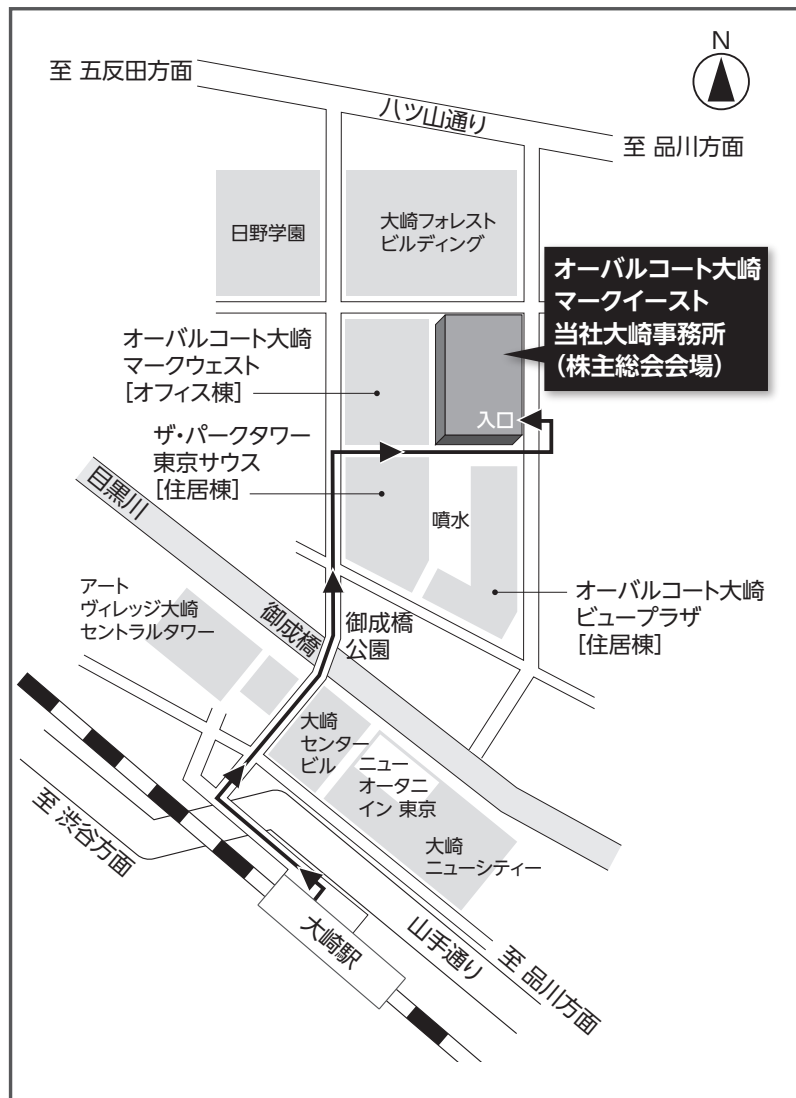 N
至 五反田方面
八ツ山通り
至 品川方面
日野学園
大崎フォレスト
ビルディング
オーバルコート大崎
マークイースト
当社大崎事務所
(株主総会会場)
オーバルコート大崎
マークウェスト
[オフィス棟]
入口
ザ・パークタワー
東京サウス
[住居棟]
目黒川
噴水
アート
ヴィレッジ大崎
セントラルタワー
御成橋
御成橋
公園
オーバルコート大崎
ビュープラザ
[住居棟]
大崎
センター
ビル
ニュー
オータニ
イン 東京
大崎
ニューシティー
至 渋谷方面
大崎駅
山手通り
至 品川方面